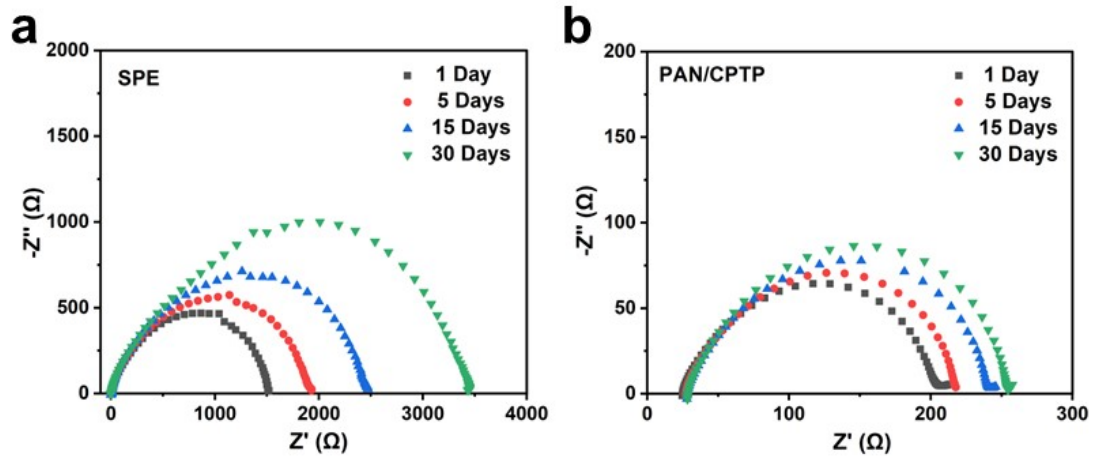 a
2000
1500
1000
500
0
-Z'' (Ω)
SPE
1 Day
5 Days
15 Days
30 Days
0 1000 2000 3000 4000
Z' (Ω)
b
200
150
100
50
0
-Z'' (Ω)
PAN/CPTP
1 Day
5 Days
15 Days
30 Days
0 100 200 300
Z' (Ω)